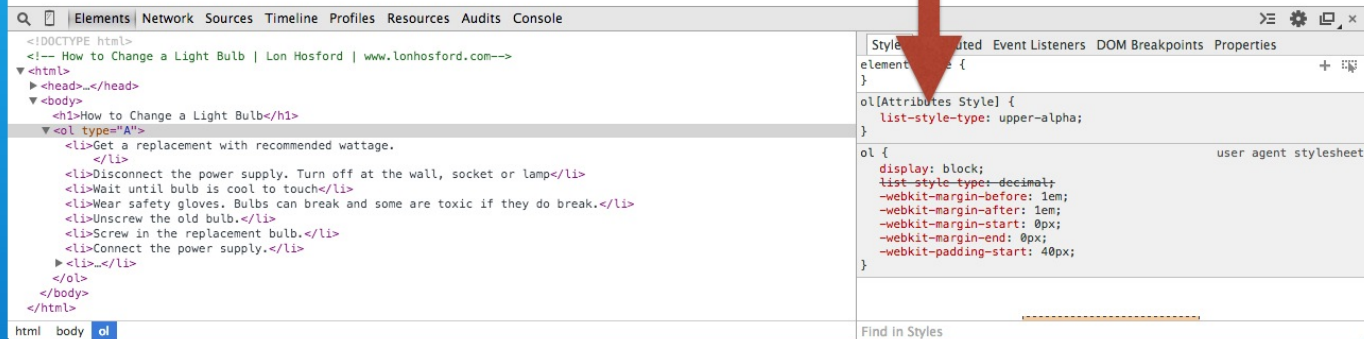 Elements Network Sources Timeline Profiles Resources Audits Console
<!DOCTYPE html>
<!-- How to Change a Light Bulb | Lon Hosford | www.lonhosford.com-->
▼<html>
▶<head>…</head>
▼<body>
<h1>How to Change a Light Bulb</h1>
▼<ol type="A">
<li>Get a replacement with recommended wattage.
</li>
<li>Disconnect the power supply. Turn off at the wall, socket or lamp</li>
<li>Wait until bulb is cool to touch</li>
<li>Wear safety gloves. Bulbs can break and some are toxic if they do break.</li>
<li>Unscrew the old bulb.</li>
<li>Screw in the replacement bulb.</li>
<li>Connect the power supply.</li>
▶<li>…</li>
</ol>
</body>
</html>
html body ol
Event Listeners DOM Breakpoints Properties
{
}
ol[Attributes Style] {
list-style-type: upper-alpha;
}
ol { user agent stylesheet
display: block;
list-style-type: decimal;
-webkit-margin-before: 1em;
-webkit-margin-after: 1em;
-webkit-margin-start: 0px;
-webkit-margin-end: 0px;
-webkit-padding-start: 40px;
}
Find in Styles